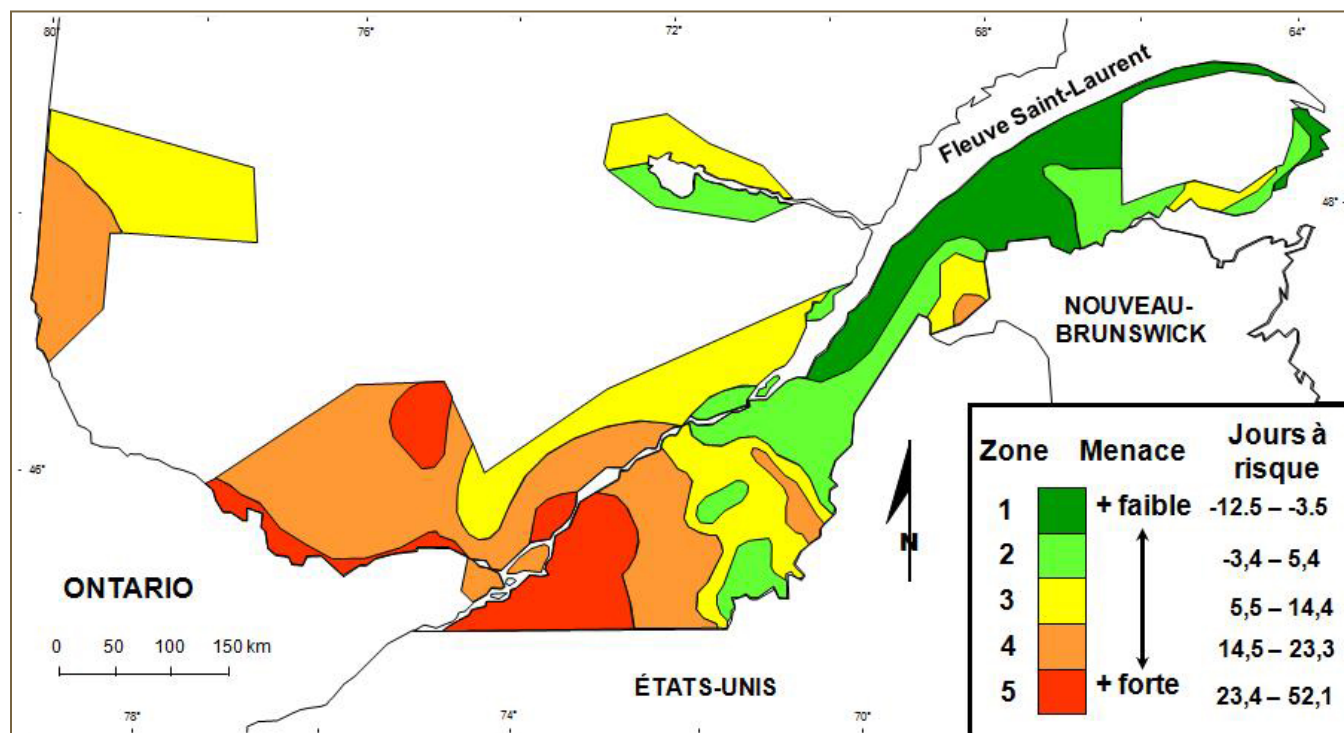 80° 76° 72° 68° 64°
Fleuve Saint-Laurent
48°
NOUVEAU-
BRUNSWICK
46°
N
ONTARIO
0 50 100 150 km
ÉTATS-UNIS
78° 74° 70°
Zone Menace Jours à
risque
1 + faible -12.5 – -3.5
2 -3,4 – 5,4
3 5,5 – 14,4
4 14,5 – 23,3
5 + forte 23,4 – 52,1